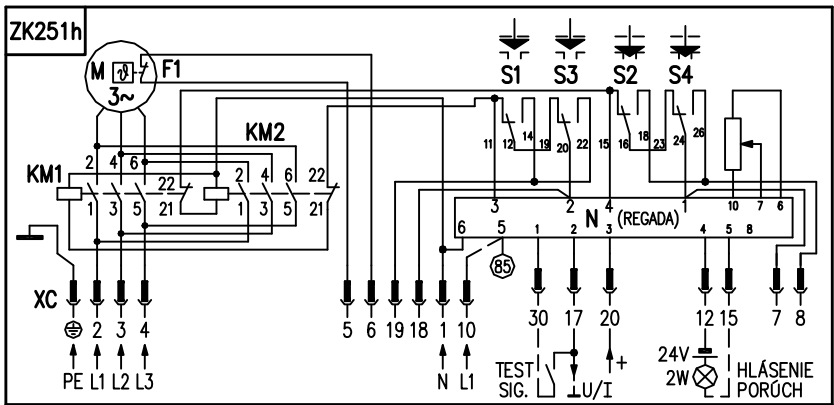 ZK251h
S1 S3 S2 S4
M ϑ F1
3~
KM2
11 12 14 19 20 22 15 16 18 23 24 26
2 4 6 22 2 4 6 22
KM1
1 3 5 21 1 3 5 21
3 2 4 1 10 7 6
N (REGADA)
6 5 1 2 3 4 5 8
85
XC
2 3 4 5 6 19 18 1 10 30 17 20 12 15 7 8
PE L1 L2 L3 N L1
TEST SIG.
U/I
+
24V
2W
HLÁSENIE PORÚCH